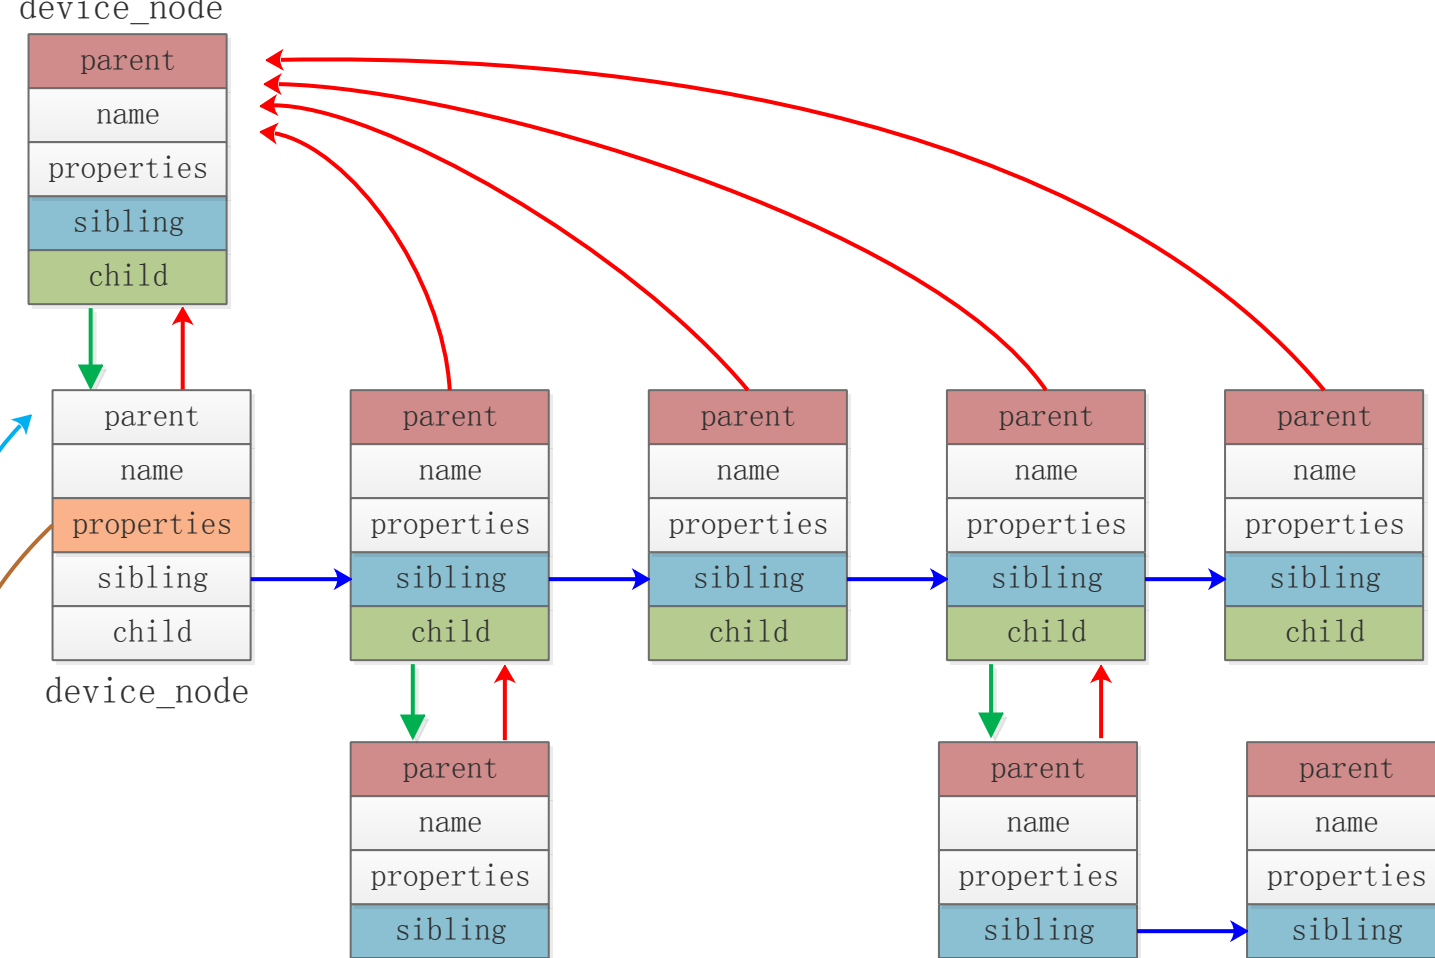 device_node
parent
name
properties
sibling
child
parent parent parent parent parent
name name name name name
properties properties properties properties properties
sibling sibling sibling sibling sibling
child child child child child
device_node
parent parent parent
name name name
properties properties properties
sibling sibling sibling